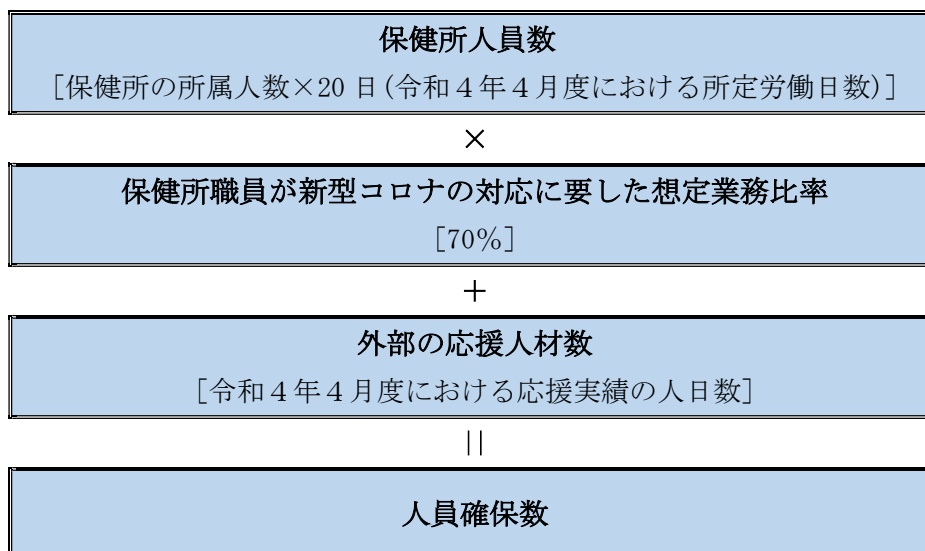 保健所人員数
［保健所の所属人数×20 日(令和４年４月度における所定労働日数)］
×
保健所職員が新型コロナの対応に要した想定業務比率
［70％］
＋
外部の応援人材数
［令和４年４月度における応援実績の人日数］
||
人員確保数